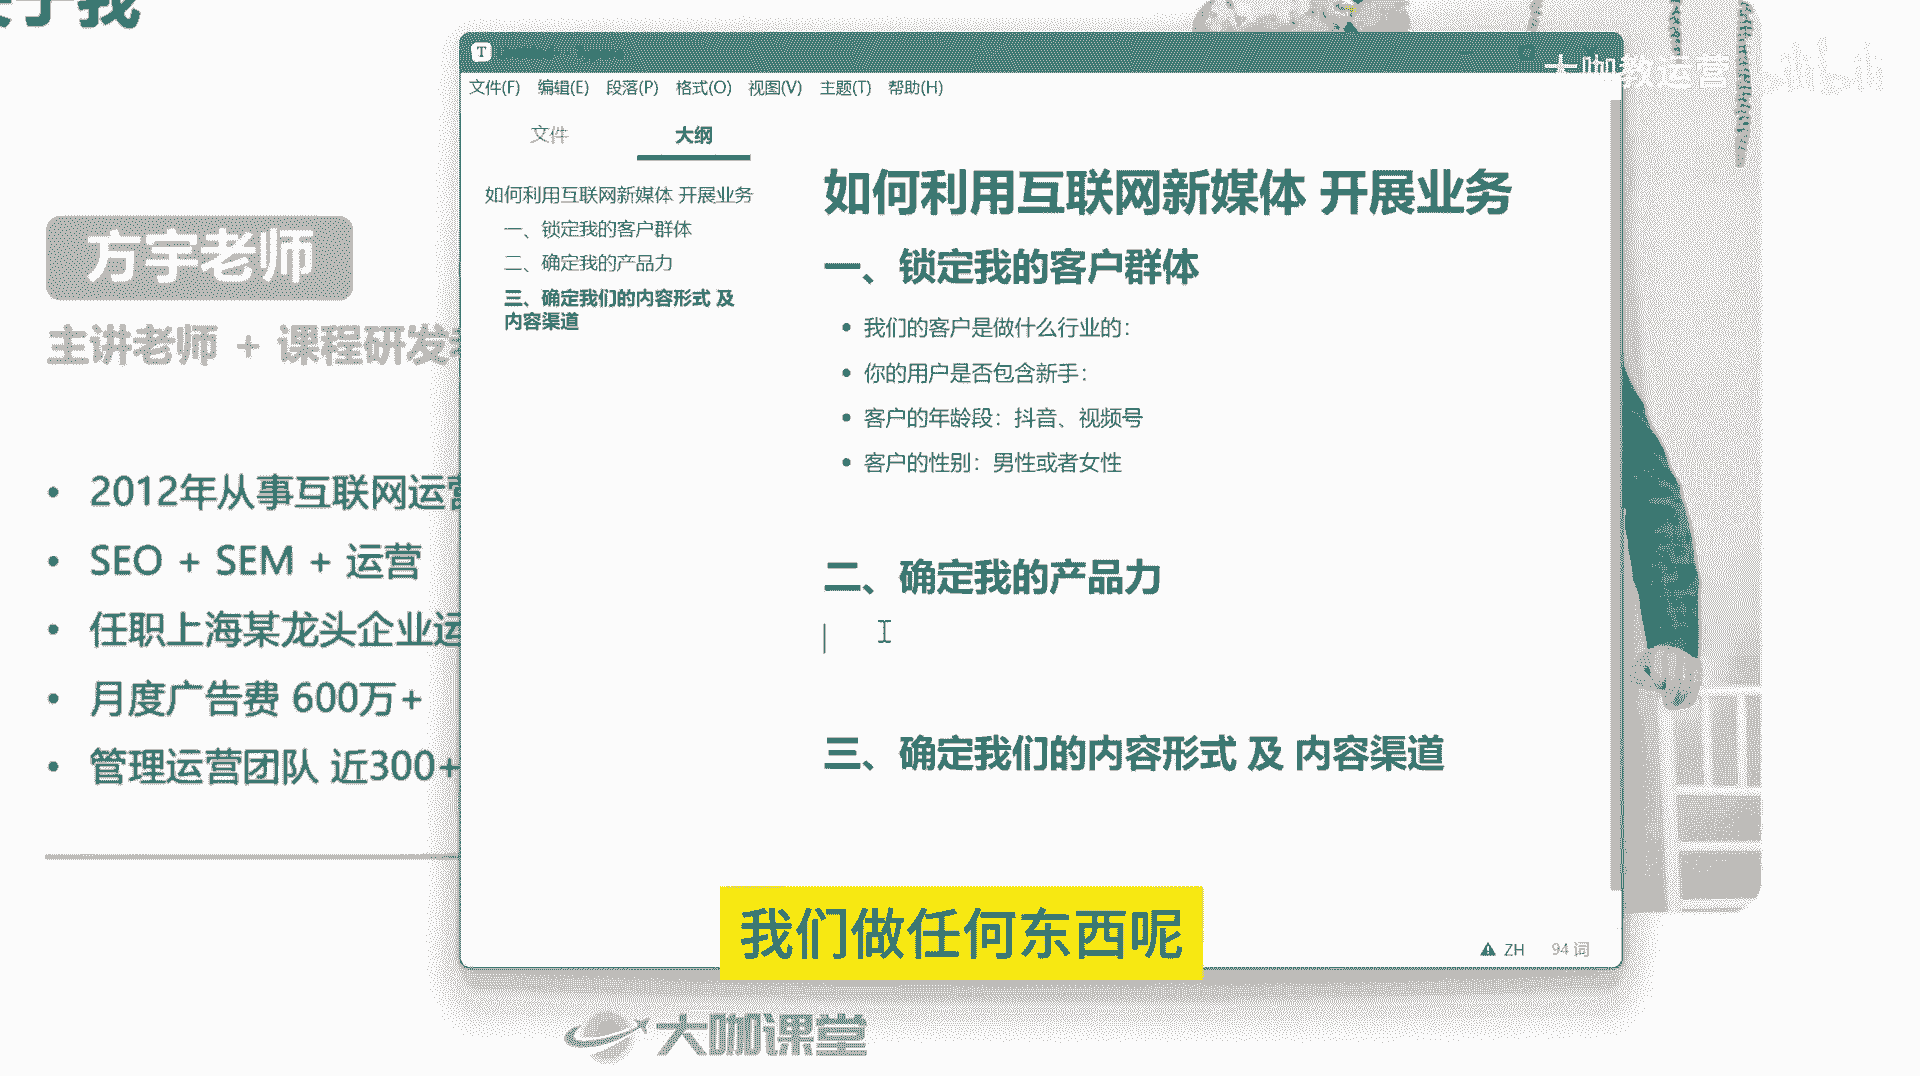 于我
大咖教运营 bilibili
T
文件(F) 编辑(E) 段落(P) 格式(O) 视图(V) 主题(T) 帮助(H)
文件 大纲
如何利用互联网新媒体 开展业务
一、锁定我的客户群体
二、确定我的产品力
三、确定我们的内容形式 及
内容渠道
如何利用互联网新媒体 开展业务
一、锁定我的客户群体
• 我们的客户是做什么行业的：
• 你的用户是否包含新手：
• 客户的年龄段：抖音、视频号
• 客户的性别：男性或者女性
二、确定我的产品力
三、确定我们的内容形式 及 内容渠道
ZH 94 词
方宇老师
主讲老师 + 课程研发
• 2012年从事互联网运营
• SEO + SEM + 运营
• 任职上海某龙头企业运
• 月度广告费 600万+
• 管理运营团队 近300+
我们做任何东西呢
大咖课堂